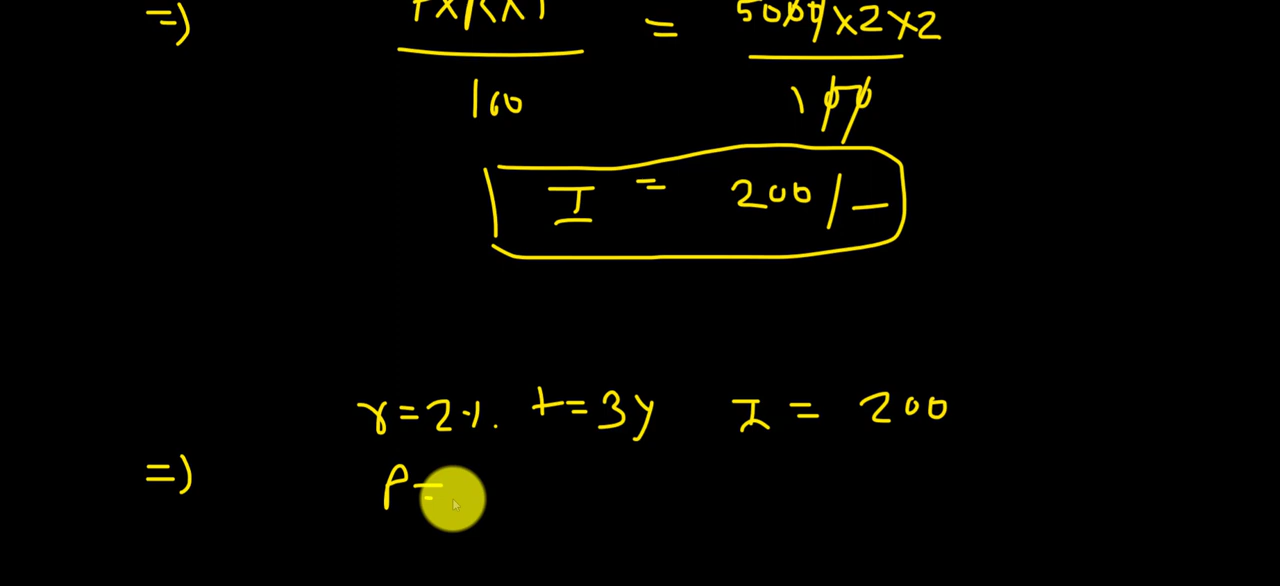 =) P×R×T / 100 = 5000×2×2 / 100
I = 200/-
r=2%. t=3y I = 200
=) P=